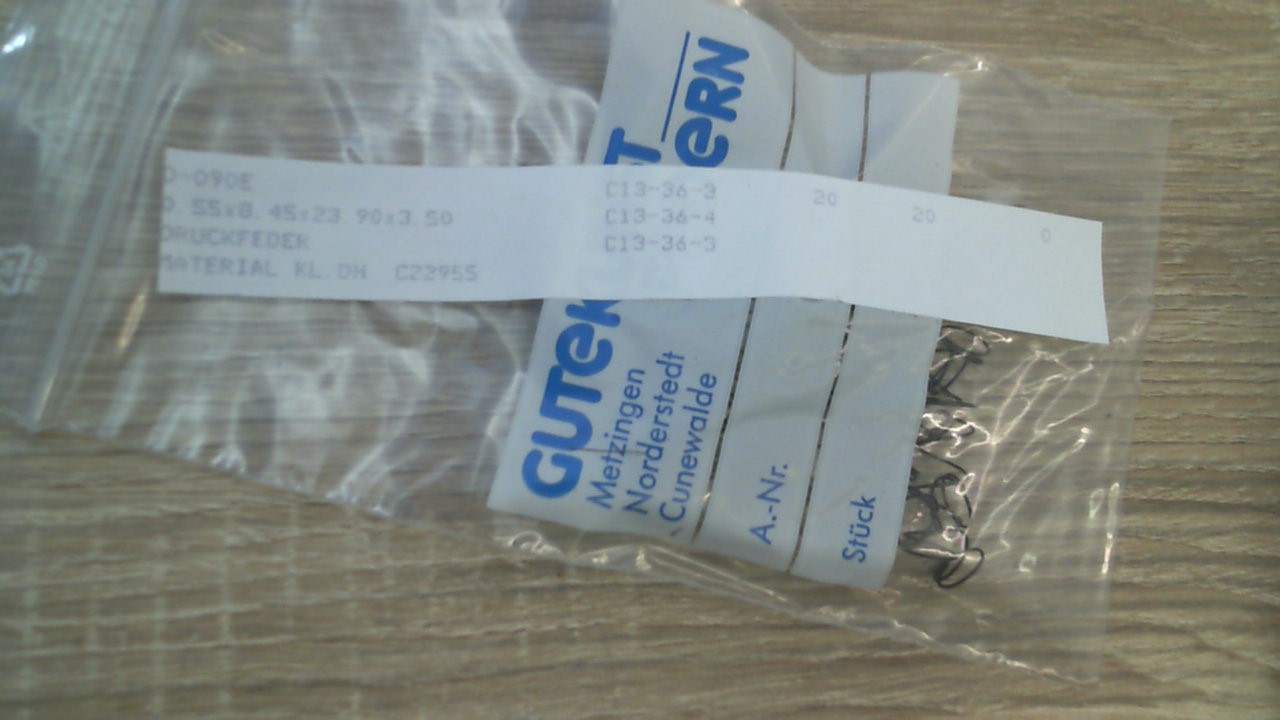 D-090E C13-36-3 20 20 0
0 55x8.45x23 90x3.50 C13-36-4
DRUCKFEDER C13-36-3
MATERIAL KL.DH C22955
GUTEK
ERN
Metzingen
Norderstedt
Cunewalde
A.-Nr.
Stück